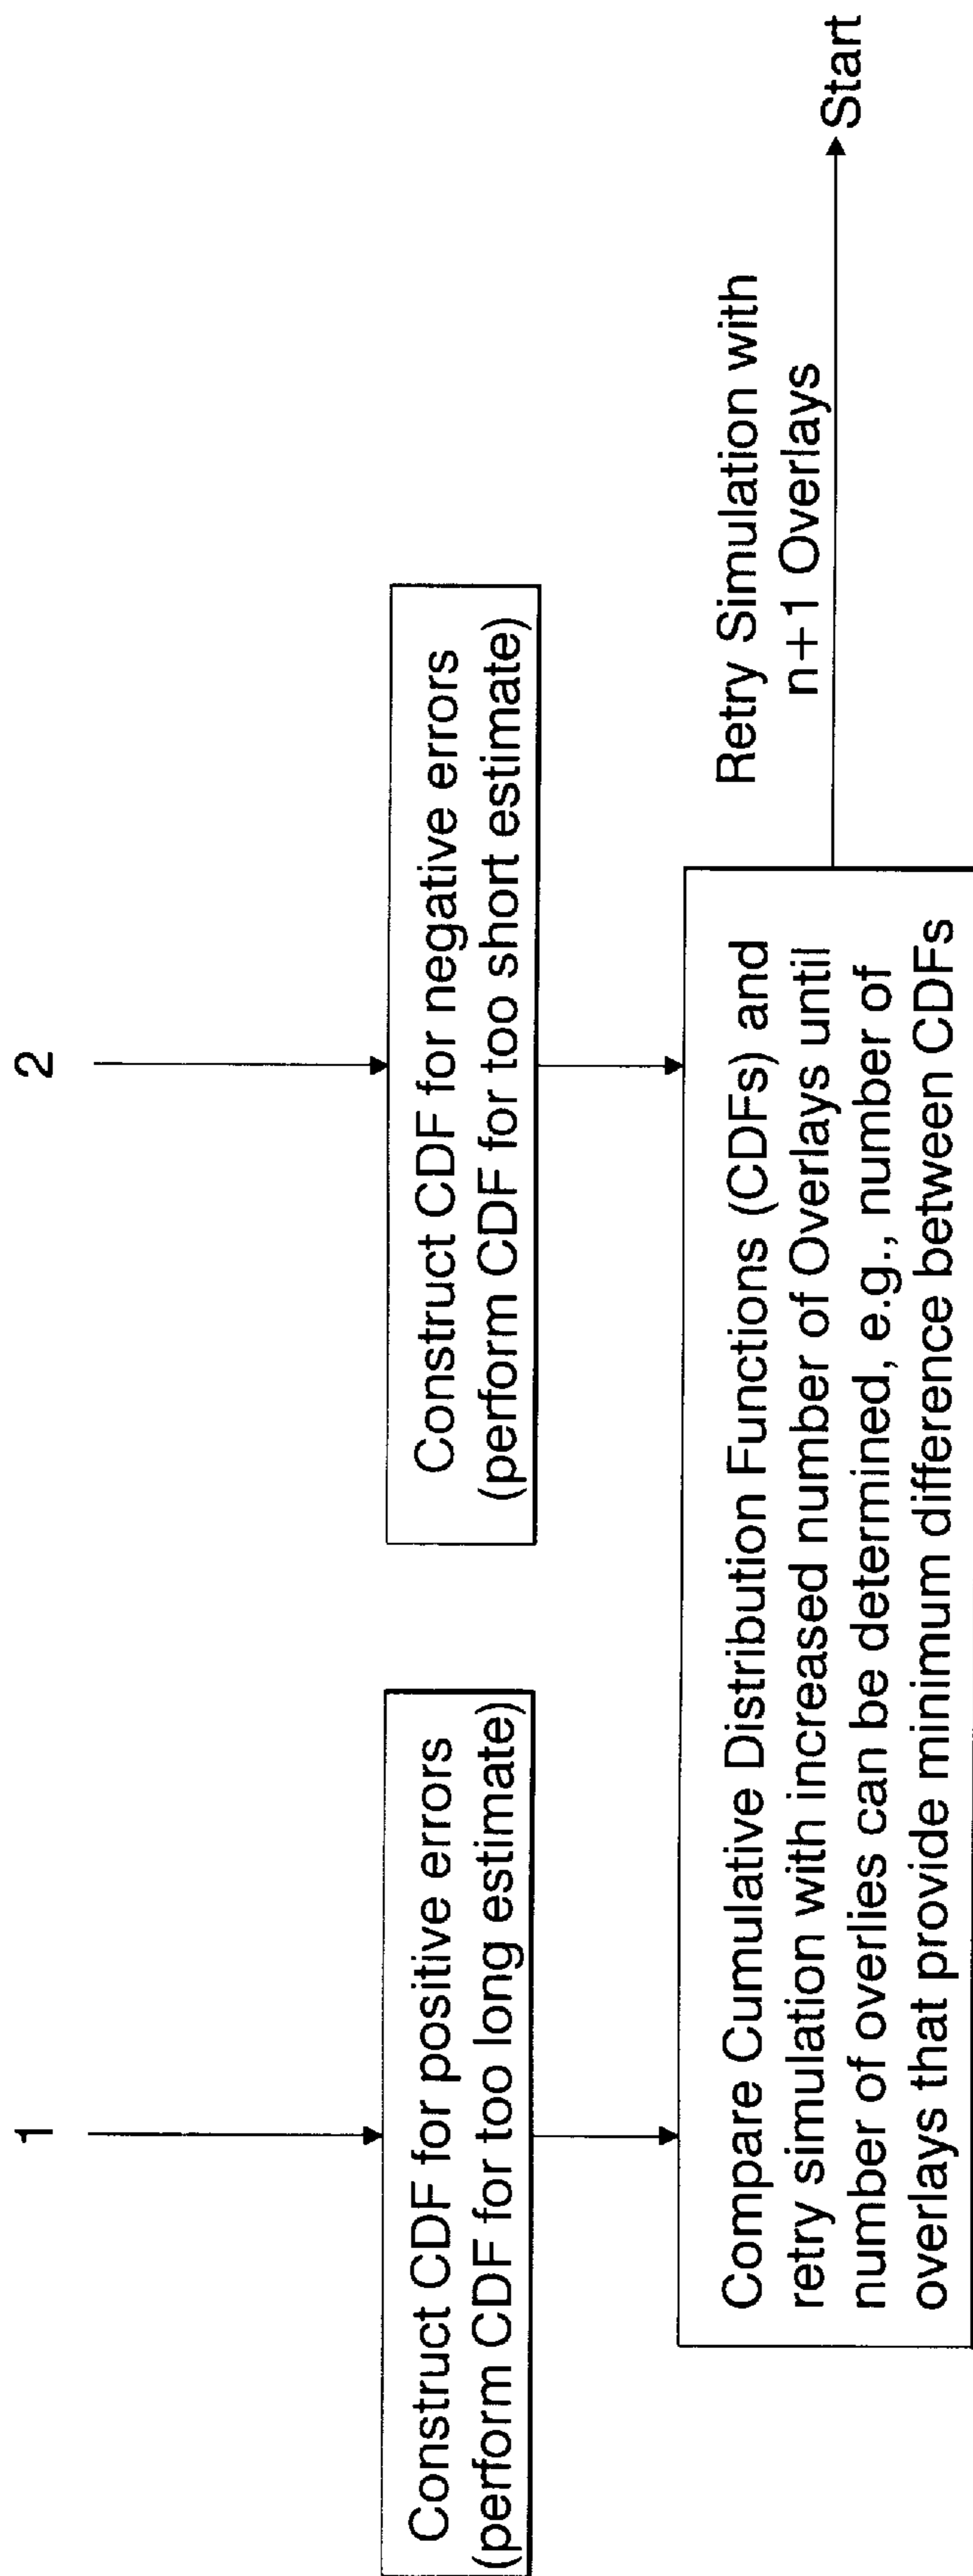 1
2
Construct CDF for positive errors
(perform CDF for too long estimate)
Construct CDF for negative errors
(perform CDF for too short estimate)
Compare Cumulative Distribution Functions (CDFs) and
retry simulation with increased number of Overlays until
number of overlies can be determined, e.g., number of
overlays that provide minimum difference between CDFs
Retry Simulation with
n+1 Overlays
Start